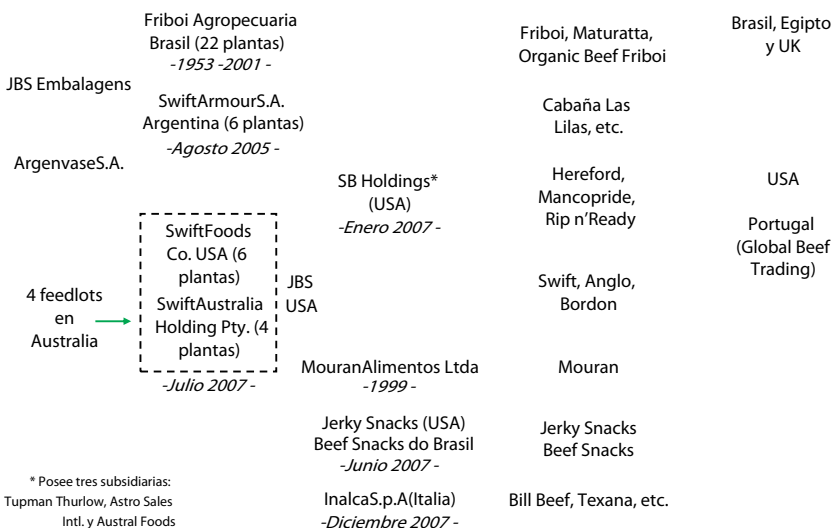 JBS Embalagens
ArgenvaseS.A.
4 feedlots
en
Australia
* Posee tres subsidiarias:
Tupman Thurlow, Astro Sales
Intl. y Austral Foods
Friboi Agropecuaria
Brasil (22 plantas)
-1953 -2001 -
SwiftArmourS.A.
Argentina (6 plantas)
-Agosto 2005 -
SwiftFoods
Co. USA (6
plantas)
SwiftAustralia
Holding Pty. (4
plantas)
-Julio 2007 -
JBS
USA
SB Holdings*
(USA)
-Enero 2007 -
MouranAlimentos Ltda
-1999 -
Jerky Snacks (USA)
Beef Snacks do Brasil
-Junio 2007 -
InalcaS.p.A(Italia)
-Diciembre 2007 -
Friboi, Maturatta,
Organic Beef Friboi
Cabaña Las
Lilas, etc.
Hereford,
Mancopride,
Rip n’Ready
Swift, Anglo,
Bordon
Mouran
Jerky Snacks
Beef Snacks
Bill Beef, Texana, etc.
Brasil, Egipto
y UK
USA
Portugal
(Global Beef
Trading)